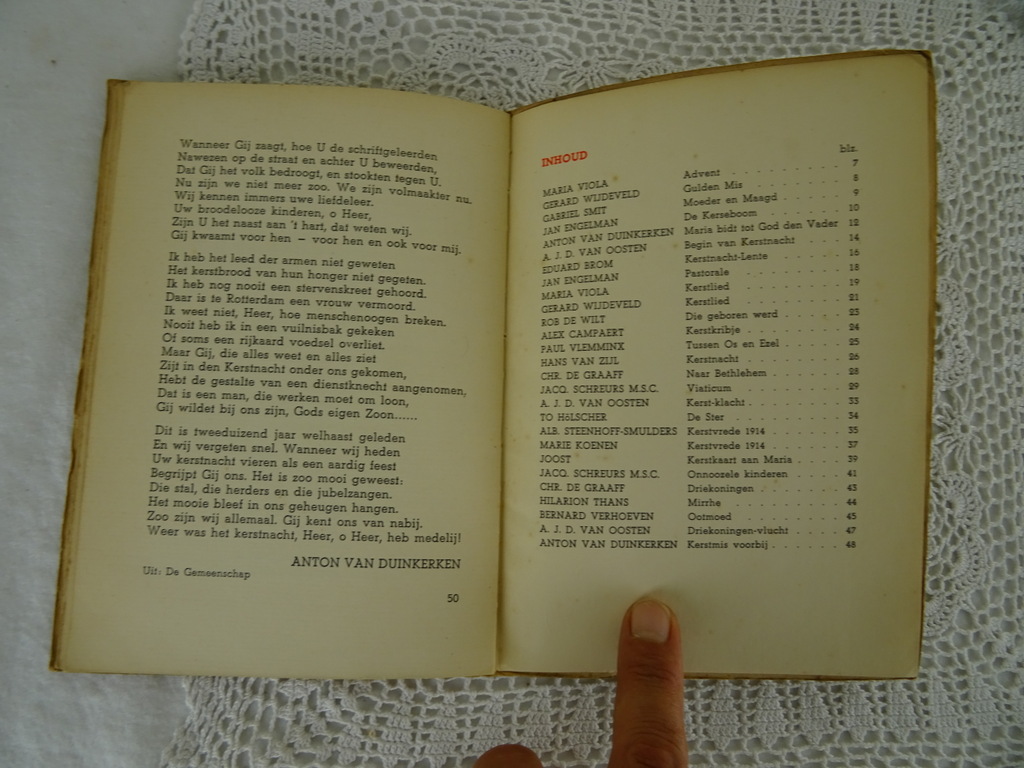 Wanneer Gij zaagt, hoe U de schriftgeleerden
Nawezen op de straat en achter U beweerden,
Dat Gij het volk bedroogt, en stookten tegen U.
Nu zijn we niet meer zoo. We zijn volmaakter nu.
Wij kennen immers uwe liefdeleer.
Uw broodelooze kinderen, o Heer,
Zijn U het naast aan 't hart, dat weten wij.
Gij kwaamt voor hen — voor hen en ook voor mij.
Ik heb het leed der armen niet geweten
Het kerstbrood van hun honger niet gegeten.
Ik heb nog nooit een stervenskreet gehoord.
Daar is te Rotterdam een vrouw vermoord.
Ik weet niet, Heer, hoe menschenoogen breken.
Nooit heb ik in een vuilnisbak gekeken
Of soms een rijkaard voedsel overliet.
Maar Gij, die alles weet en alles ziet
Zijt in den Kerstnacht onder ons gekomen,
Hebt de gestalte van een dienstknecht aangenomen,
Dat is een man, die werken moet om loon,
Gij wildet bij ons zijn, Gods eigen Zoon......
Dit is tweeduizend jaar welhaast geleden
En wij vergeten snel. Wanneer wij heden
Uw kerstnacht vieren als een aardig feest
Begrijpt Gij ons. Het is zoo mooi geweest:
Die stal, die herders en die jubelzangen.
Het mooie bleef in ons geheugen hangen.
Zoo zijn wij allemaal. Gij kent ons van nabij.
Weer was het kerstnacht, Heer, o Heer, heb medelij!
ANTON VAN DUINKERKEN
Uit: De Gemeenschap
50
INHOUD
blz.
MARIA VIOLA Advent 7
GERARD WIJDEVELD Gulden Mis 8
GABRIEL SMIT Moeder en Maagd 9
JAN ENGELMAN De Kerseboom 10
ANTON VAN DUINKERKEN Maria bidt tot God den Vader 12
A. J. D. VAN OOSTEN Begin van Kerstnacht 14
EDUARD BROM Kerstnacht-Lente 16
JAN ENGELMAN Pastorale 18
MARIA VIOLA Kerstlied 19
GERARD WIJDEVELD Kerstlied 21
ROB DE WILT Die geboren werd 23
ALEX CAMPAERT Kerstkribje 24
PAUL VLEMMINX Tussen Os en Ezel 25
HANS VAN ZIJL Kerstnacht 26
CHR. DE GRAAFF Naar Bethlehem 28
JACQ. SCHREURS M.S.C. Viaticum 29
A. J. D. VAN OOSTEN Kerst-klacht 33
TO HöLSCHER De Ster 34
ALB. STEENHOFF-SMULDERS Kerstvrede 1914 35
MARIE KOENEN Kerstvrede 1914 37
JOOST Kerstkaart aan Maria 39
JACQ. SCHREURS M.S.C. Onnoozele kinderen 41
CHR. DE GRAAFF Driekoningen 43
HILARION THANS Mirrhe 44
BERNARD VERHOEVEN Ootmoed 45
A. J. D. VAN OOSTEN Driekoningen-vlucht 47
ANTON VAN DUINKERKEN Kerstmis voorbij 48